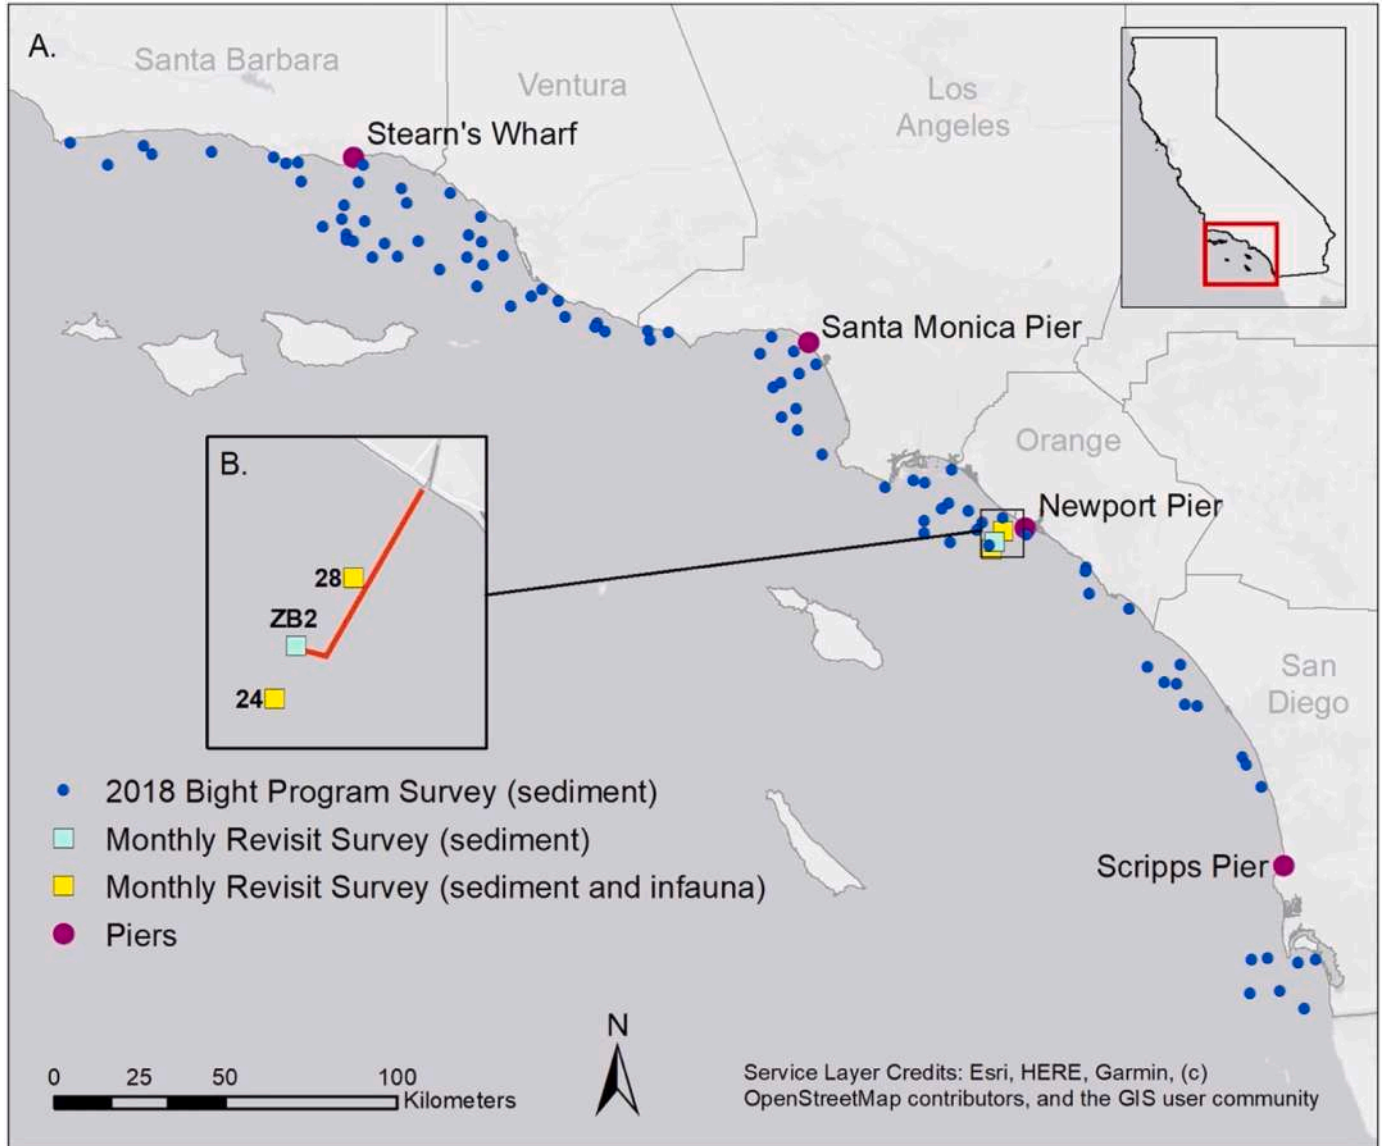 A.
Santa Barbara
Ventura
Los
Angeles
Stearn's Wharf
Santa Monica Pier
Orange
Newport Pier
B.
28
ZB2
24
San
Diego
2018 Bight Program Survey (sediment)
Monthly Revisit Survey (sediment)
Monthly Revisit Survey (sediment and infauna)
Piers
Scripps Pier
N
0 25 50 100
Kilometers
Service Layer Credits: Esri, HERE, Garmin, (c)
OpenStreetMap contributors, and the GIS user community